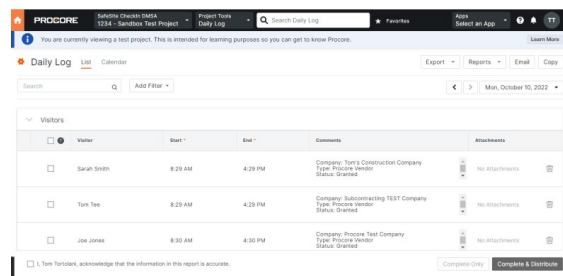 PROCORE
SafeSite Checkin DMSA
1234 - Sandbox Test Project
Project Tools
Daily Log
Search Daily Log
Favorites
Apps
Select an App
TT
You are currently viewing a test project. This is intended for learning purposes so you can get to know Procore.
Learn More
Daily Log List Calendar
Export Reports Email Copy
Search
Add Filter
Mon, October 10, 2022
Visitors
Visitor Start * End * Comments Attachments
Sarah Smith 8:29 AM 4:29 PM
Company: Tom's Construction Company
Type: Procore Vendor
Status: Granted
No Attachments
Tom Tee 8:29 AM 4:29 PM
Company: Subcontracting TEST Company
Type: Procore Vendor
Status: Granted
No Attachments
Joe Jones 8:30 AM 4:30 PM
Company: Procore Test Company
Type: Procore Vendor
Status: Granted
No Attachments
I, Tom Tortolani, acknowledge that the information in this report is accurate.
Complete Only Complete & Distribute